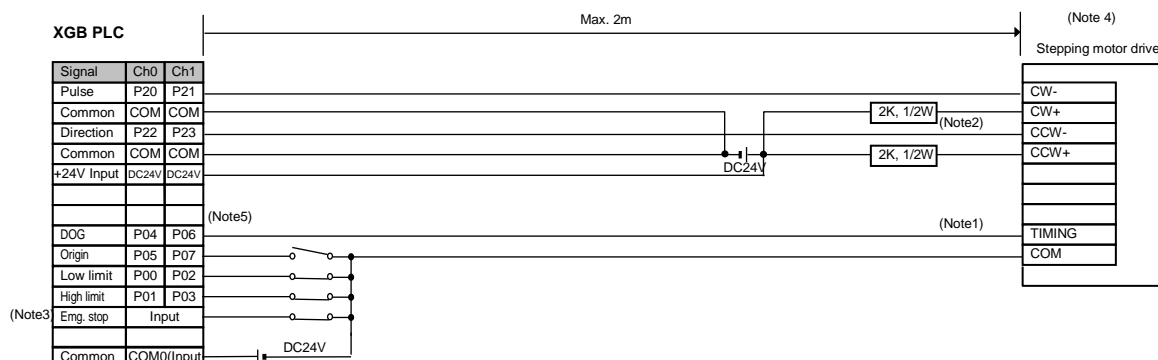 Max. 2m
(Note 4)
XGB PLC
Stepping motor drive
Signal Ch0 Ch1
Pulse P20 P21 CW-
Common COM COM 2K, 1/2W CW+
(Note2)
Direction P22 P23 CCW-
Common COM COM 2K, 1/2W CCW+
+24V Input DC24V DC24V DC24V
(Note5) (Note1)
DOG P04 P06 TIMING
Origin P05 P07 COM
Low limit P00 P02
High limit P01 P03
(Note3) Emg. stop Input
DC24V
Common COM0(Input